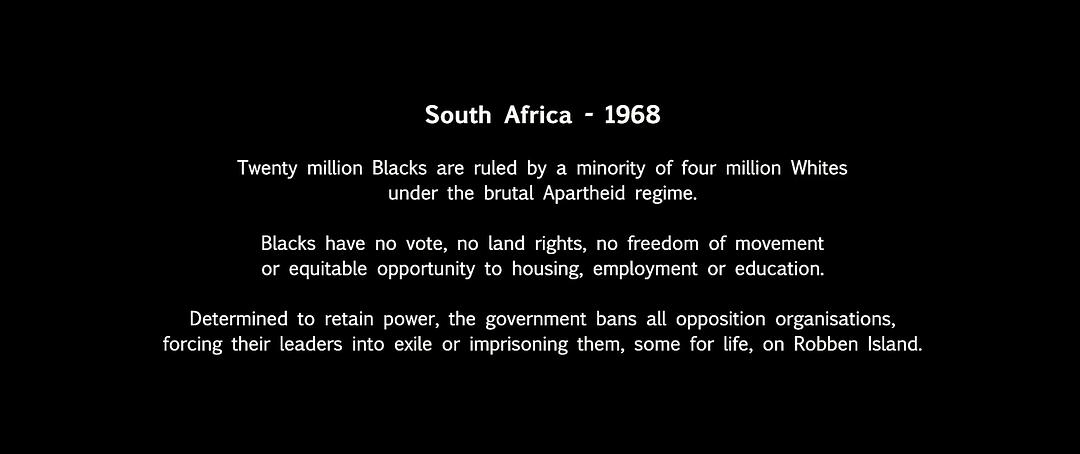 South Africa - 1968
Twenty million Blacks are ruled by a minority of four million Whites
under the brutal Apartheid regime.
Blacks have no vote, no land rights, no freedom of movement
or equitable opportunity to housing, employment or education.
Determined to retain power, the government bans all opposition organisations,
forcing their leaders into exile or imprisoning them, some for life, on Robben Island.